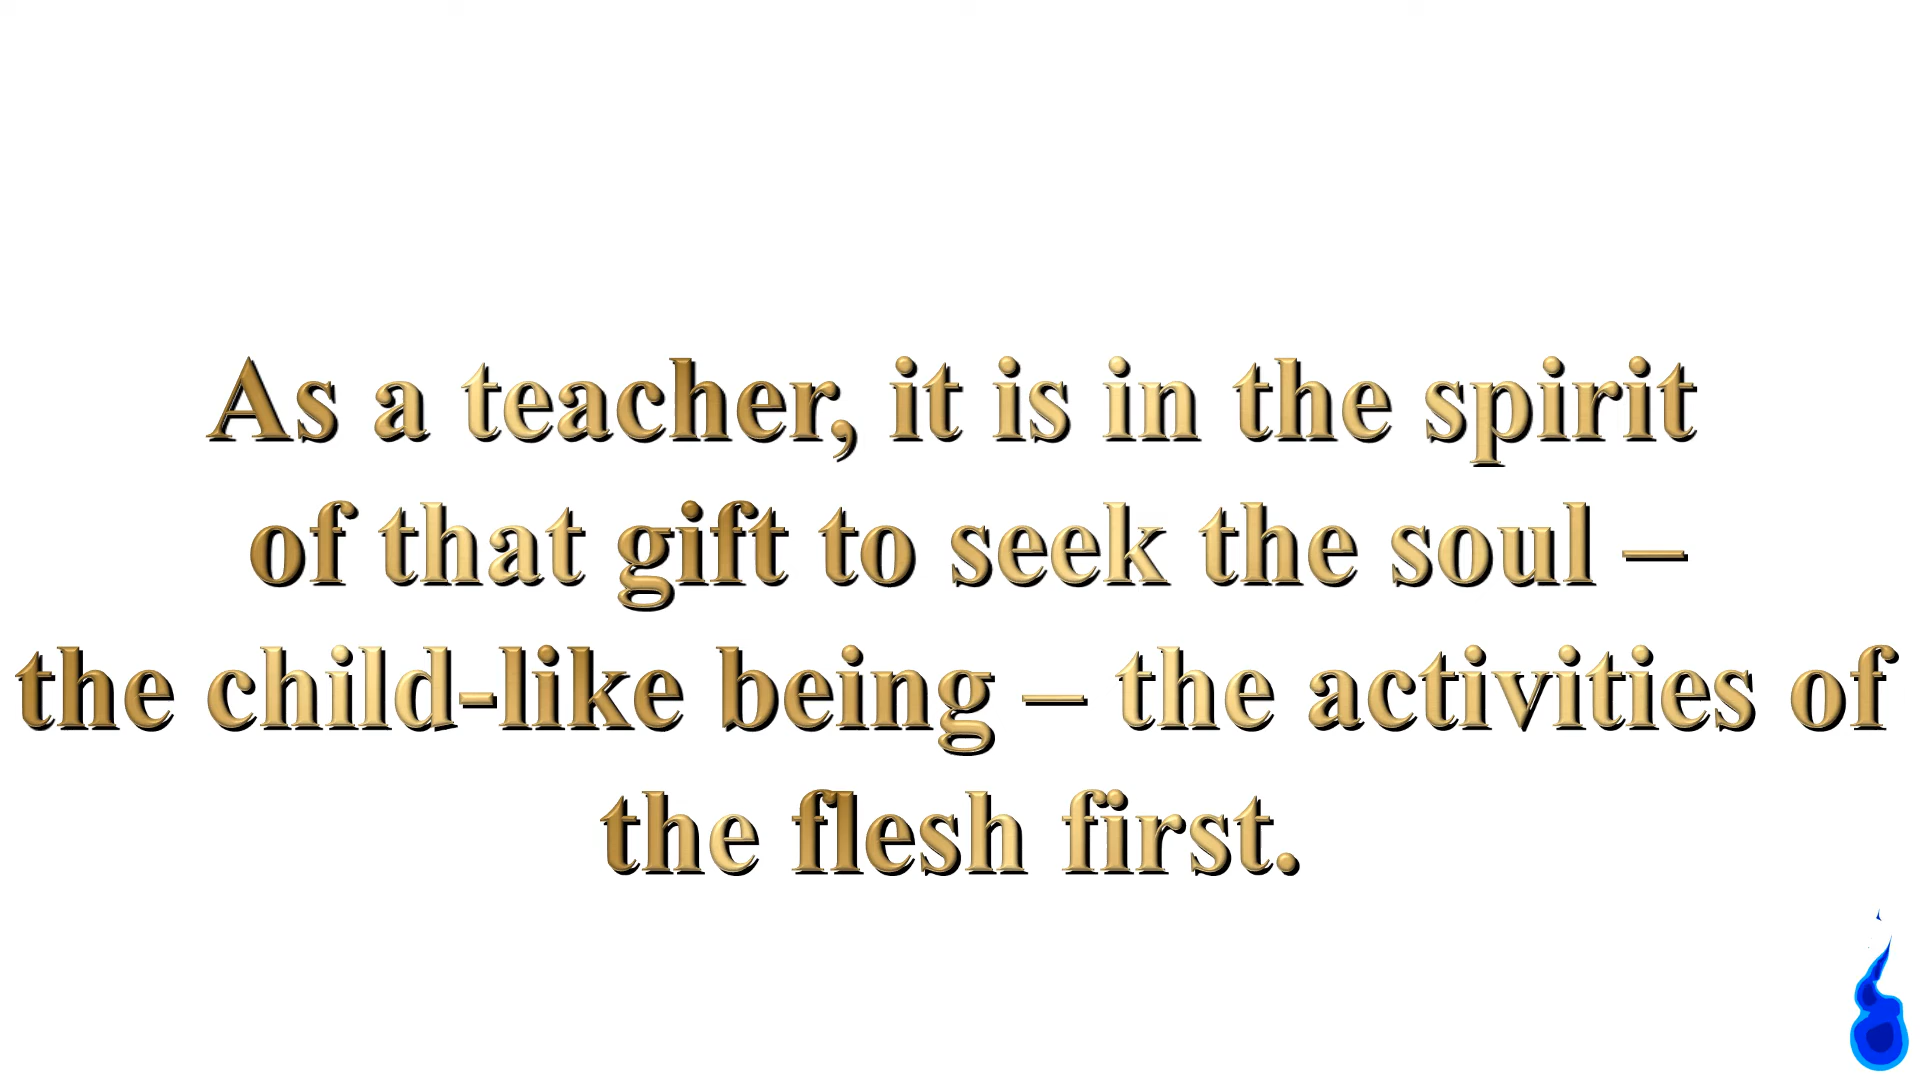 As a teacher, it is in the spirit
of that gift to seek the soul –
the child-like being – the activities of
the flesh first.